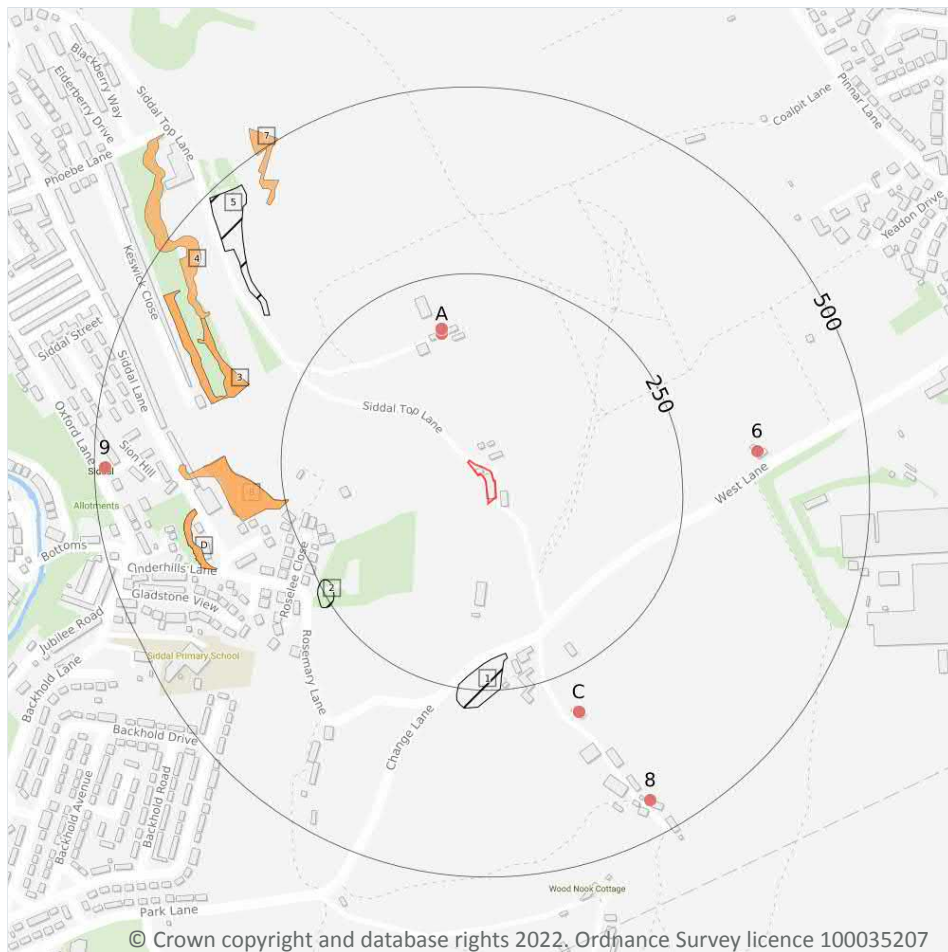 Blackberry Way
Elderberry Drive
Siddal Top Lane
Phoebe Lane
7
5
4
Keswick Close
Siddal Street
Siddal Lane
3
Coalpit Lane
Pinnar Lane
Yeadon Drive
500
A
250
Siddal Top Lane
Oxford Lane
9
Sion Hill
Siddal
Allotments
6
West Lane
D
Bottoms
Cinderhills Lane
Gladstone View
Roselee Close
2
Jubilee Road
Siddal Primary School
Rosemary Lane
Backhold Lane
1
C
Change Lane
Backhold Drive
Backhold Avenue
Backhold Road
8
Park Lane
Wood Nook Cottage
© Crown copyright and database rights 2022. Ordnance Survey licence 100035207